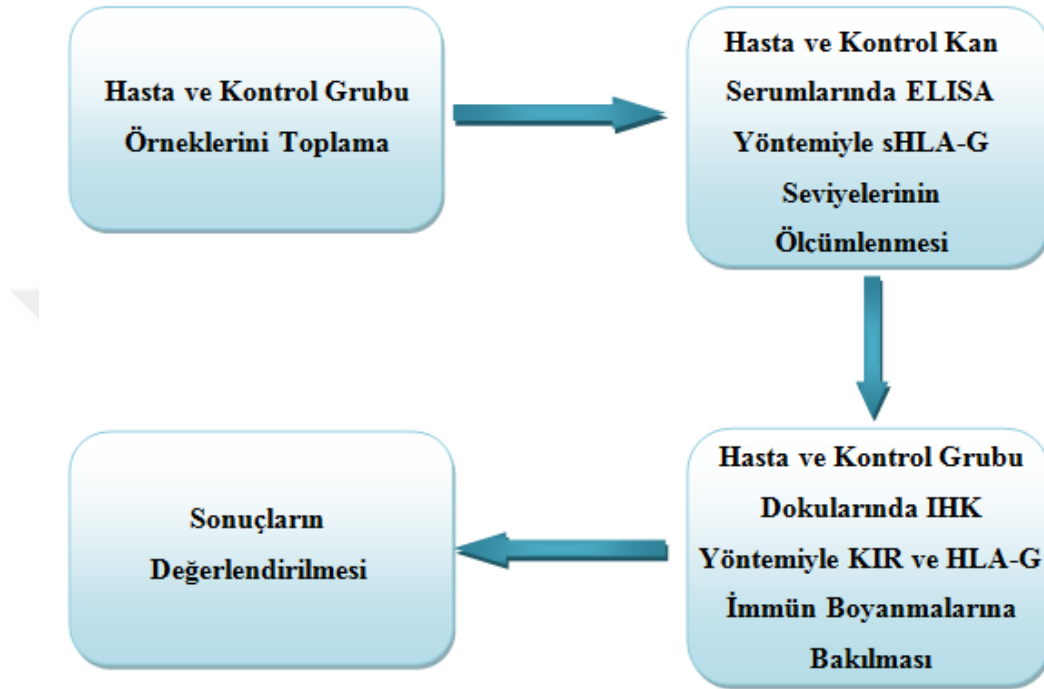 Hasta ve Kontrol Grubu
Örneklerini Toplama
Hasta ve Kontrol Kan
Serumlarında ELISA
Yöntemiyle sHLA-G
Seviyelerinin
Ölçümlenmesi
Hasta ve Kontrol Grubu
Dokularında IHK
Yöntemiyle KIR ve HLA-G
İmmün Boyanmalarına
Bakılması
Sonuçların
Değerlendirilmesi